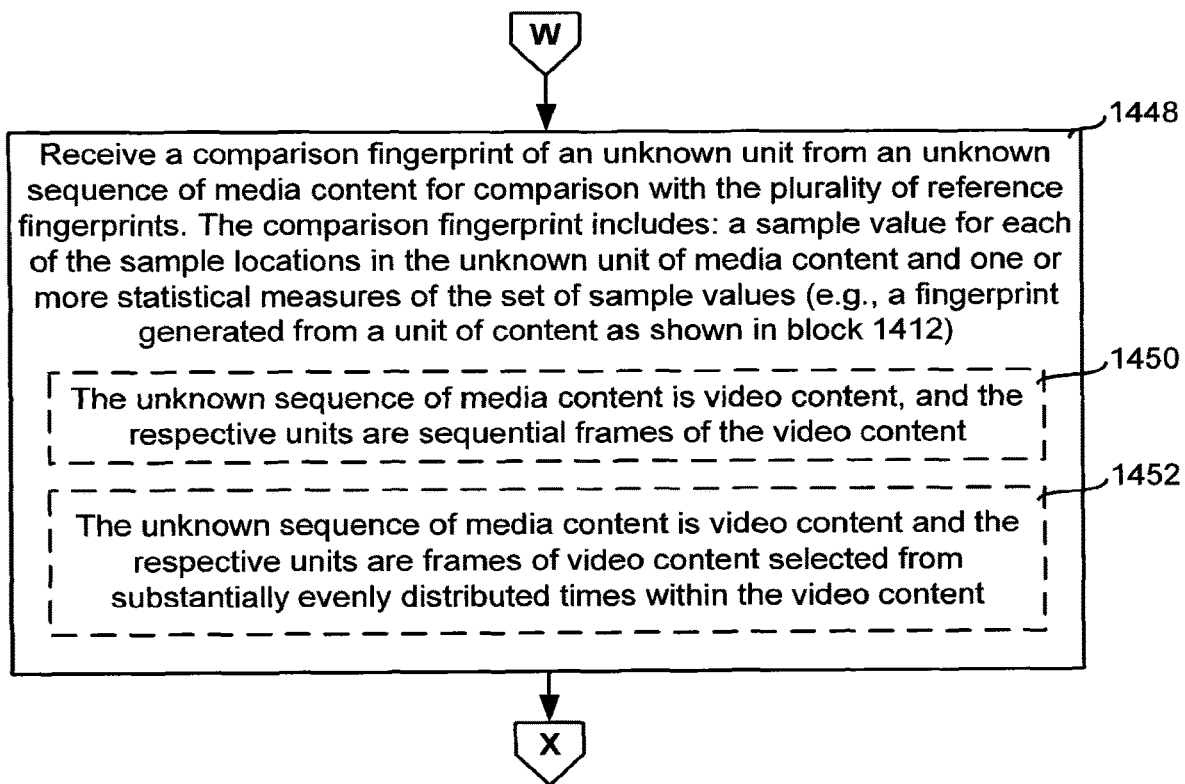 W
1448
Receive a comparison fingerprint of an unknown unit from an unknown
sequence of media content for comparison with the plurality of reference
fingerprints. The comparison fingerprint includes: a sample value for each
of the sample locations in the unknown unit of media content and one or
more statistical measures of the set of sample values (e.g., a fingerprint
generated from a unit of content as shown in block 1412)
1450
The unknown sequence of media content is video content, and the
respective units are sequential frames of the video content
1452
The unknown sequence of media content is video content and the
respective units are frames of video content selected from
substantially evenly distributed times within the video content
X